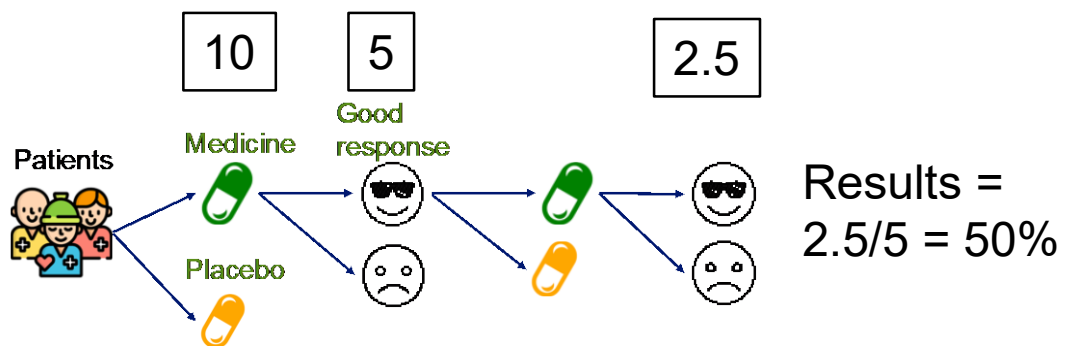 10
5
2.5
Good
response
Medicine
Patients
Placebo
Results =
2.5/5 = 50%